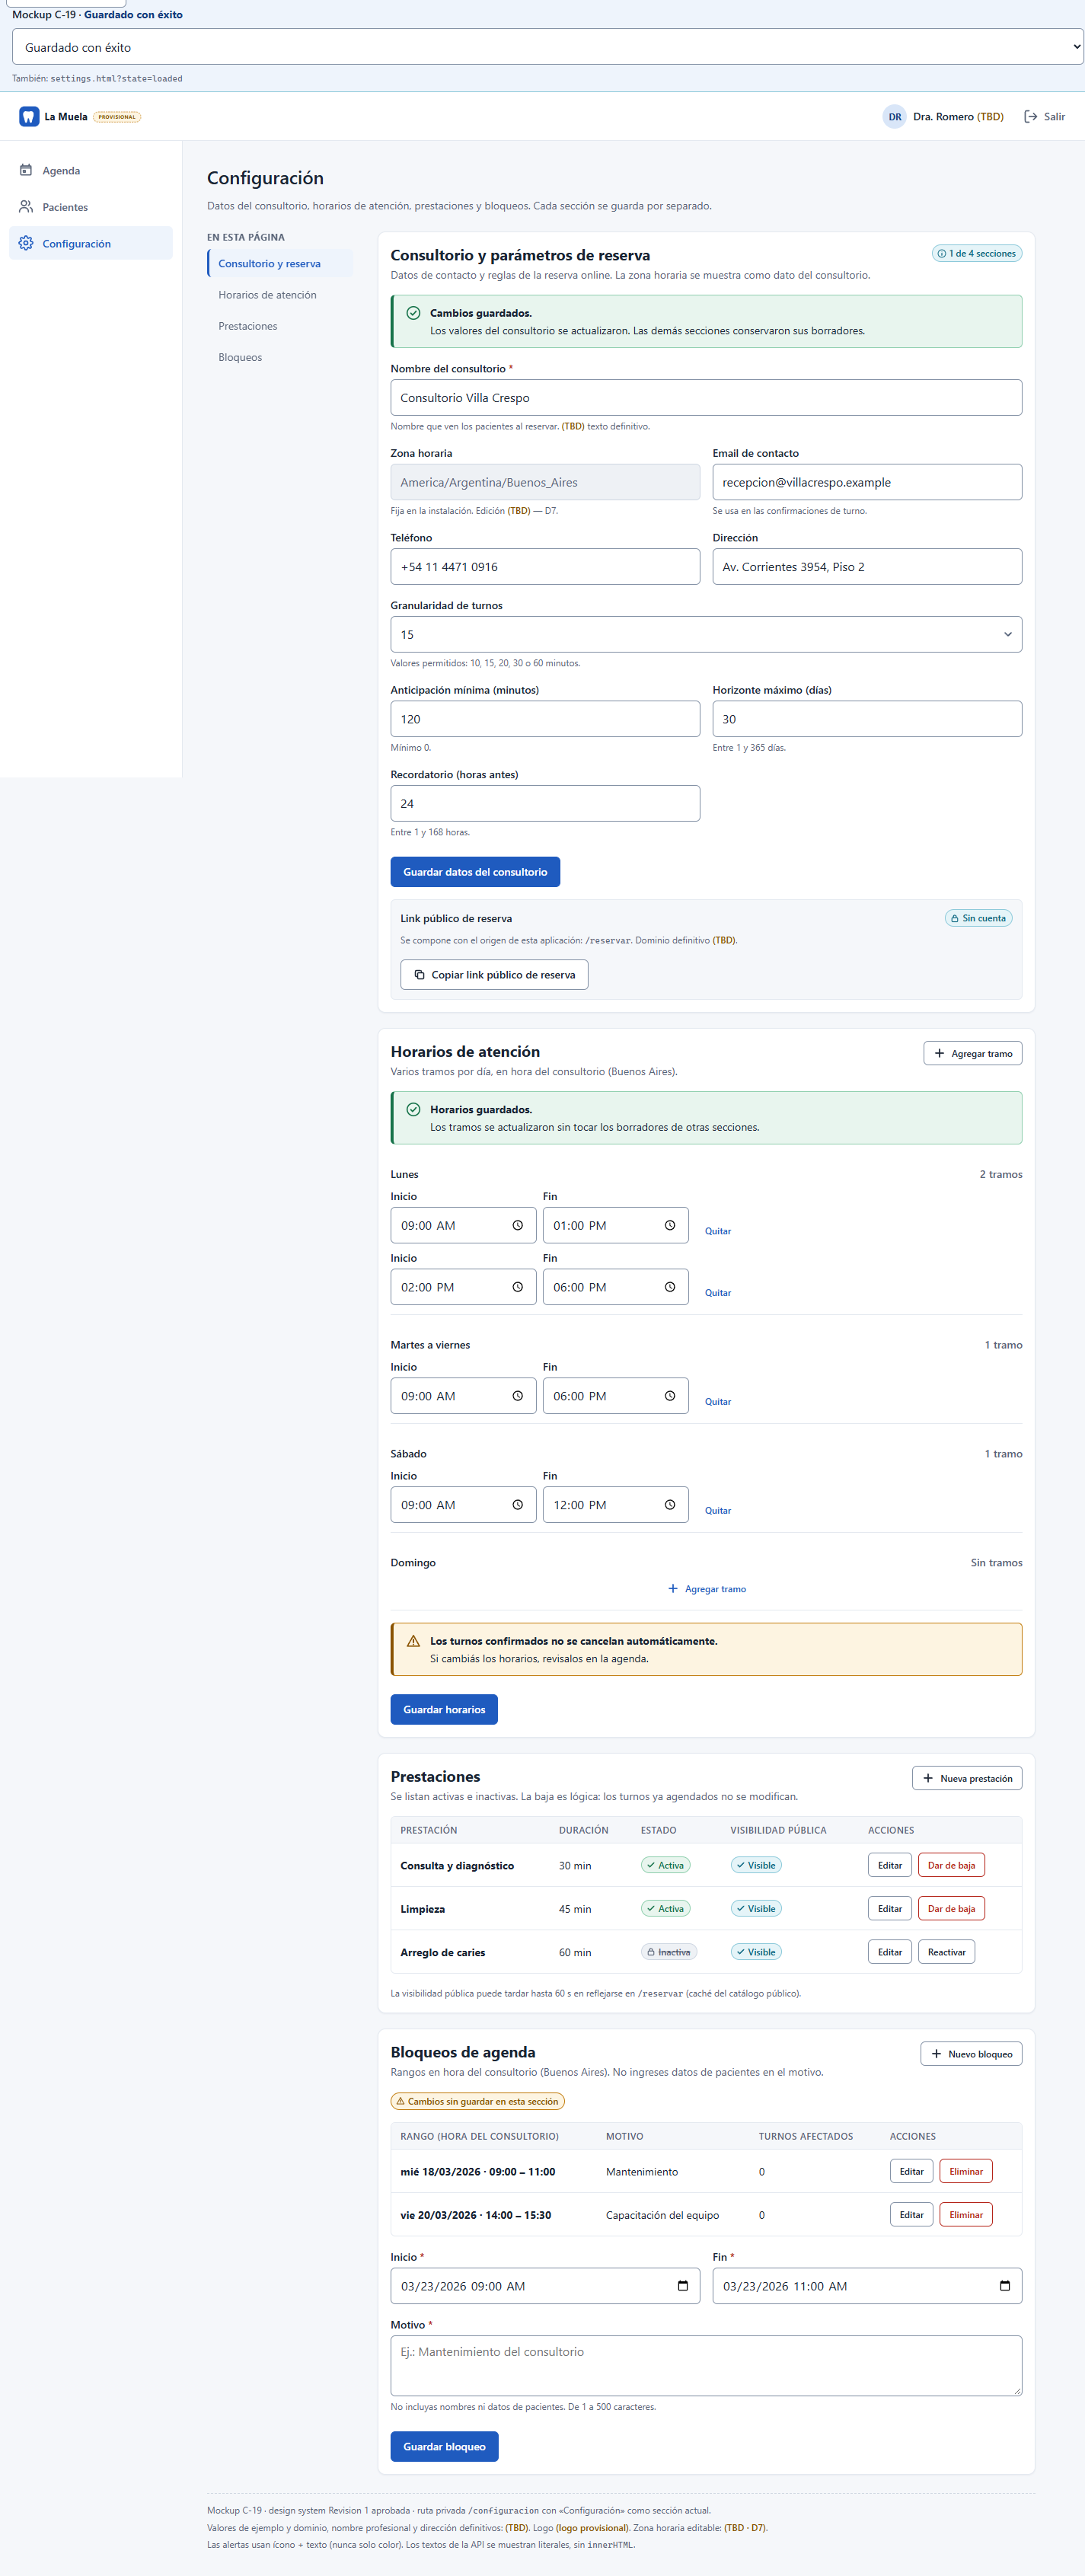 Mockup C-19 · Guardado con éxito
Guardado con éxito
También: settings.html?state=loaded
La Muela PROVISIONAL
DR Dra. Romero (TBD) Salir
Agenda
Pacientes
Configuración
Configuración
Datos del consultorio, horarios de atención, prestaciones y bloqueos. Cada sección se guarda por separado.
EN ESTA PÁGINA
Consultorio y reserva
Horarios de atención
Prestaciones
Bloqueos
Consultorio y parámetros de reserva
1 de 4 secciones
Datos de contacto y reglas de la reserva online. La zona horaria se muestra como dato del consultorio.
Cambios guardados.
Los valores del consultorio se actualizaron. Las demás secciones conservaron sus borradores.
Nombre del consultorio *
Consultorio Villa Crespo
Nombre que ven los pacientes al reservar. (TBD) texto definitivo.
Zona horaria Email de contacto
America/Argentina/Buenos_Aires recepcion@villacrespo.example
Fija en la instalación. Edición (TBD) — D7. Se usa en las confirmaciones de turno.
Teléfono Dirección
+54 11 4471 0916 Av. Corrientes 3954, Piso 2
Granularidad de turnos
15
Valores permitidos: 10, 15, 20, 30 o 60 minutos.
Anticipación mínima (minutos) Horizonte máximo (días)
120 30
Mínimo 0. Entre 1 y 365 días.
Recordatorio (horas antes)
24
Entre 1 y 168 horas.
Guardar datos del consultorio
Link público de reserva Sin cuenta
Se compone con el origen de esta aplicación: /reservar. Dominio definitivo (TBD).
Copiar link público de reserva
Horarios de atención
Agregar tramo
Varios tramos por día, en hora del consultorio (Buenos Aires).
Horarios guardados.
Los tramos se actualizaron sin tocar los borradores de otras secciones.
Lunes 2 tramos
Inicio Fin
09:00 AM 01:00 PM Quitar
Inicio Fin
02:00 PM 06:00 PM Quitar
Martes a viernes 1 tramo
Inicio Fin
09:00 AM 06:00 PM Quitar
Sábado 1 tramo
Inicio Fin
09:00 AM 12:00 PM Quitar
Domingo Sin tramos
Agregar tramo
Los turnos confirmados no se cancelan automáticamente.
Si cambiás los horarios, revisalos en la agenda.
Guardar horarios
Prestaciones
Nueva prestación
Se listan activas e inactivas. La baja es lógica: los turnos ya agendados no se modifican.
PRESTACIÓN DURACIÓN ESTADO VISIBILIDAD PÚBLICA ACCIONES
Consulta y diagnóstico 30 min Activa Visible Editar Dar de baja
Limpieza 45 min Activa Visible Editar Dar de baja
Arreglo de caries 60 min Inactiva Visible Editar Reactivar
La visibilidad pública puede tardar hasta 60 s en reflejarse en /reservar (caché del catálogo público).
Bloqueos de agenda
Nuevo bloqueo
Rangos en hora del consultorio (Buenos Aires). No ingreses datos de pacientes en el motivo.
Cambios sin guardar en esta sección
RANGO (HORA DEL CONSULTORIO) MOTIVO TURNOS AFECTADOS ACCIONES
mié 18/03/2026 · 09:00 – 11:00 Mantenimiento 0 Editar Eliminar
vie 20/03/2026 · 14:00 – 15:30 Capacitación del equipo 0 Editar Eliminar
Inicio * Fin *
03/23/2026 09:00 AM 03/23/2026 11:00 AM
Motivo *
Ej.: Mantenimiento del consultorio
No incluyas nombres ni datos de pacientes. De 1 a 500 caracteres.
Guardar bloqueo
Mockup C-19 · design system Revision 1 aprobada · ruta privada /configuracion con «Configuración» como sección actual.
Valores de ejemplo y dominio, nombre profesional y dirección definitivos: (TBD). Logo (logo provisional). Zona horaria editable: (TBD · D7).
Las alertas usan ícono + texto (nunca solo color). Los textos de la API se muestran literales, sin innerHTML.